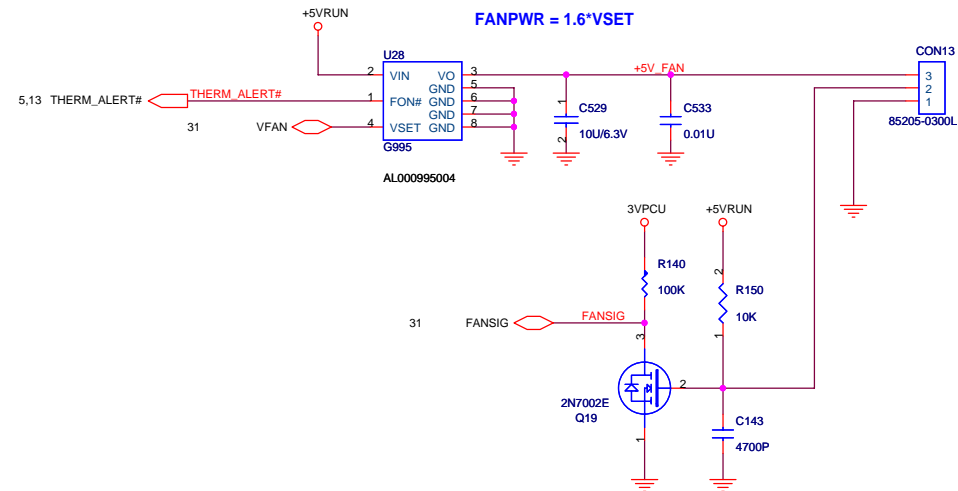 +5VRUN
FANPWR = 1.6*VSET
U28
CON13
2 VIN VO 3
GND 5
1 FON# GND 6
GND 7
4 VSET GND 8
G995
AL000995004
5,13 THERM_ALERT#
THERM_ALERT#
31 VFAN
+5V_FAN
1
C529
10U/6.3V
2
C533
0.01U
3
2
1
85205-0300L
3VPCU
+5VRUN
R140
100K
2
R150
10K
1
31 FANSIG
FANSIG
3
2
2N7002E
Q19
1
C143
4700P